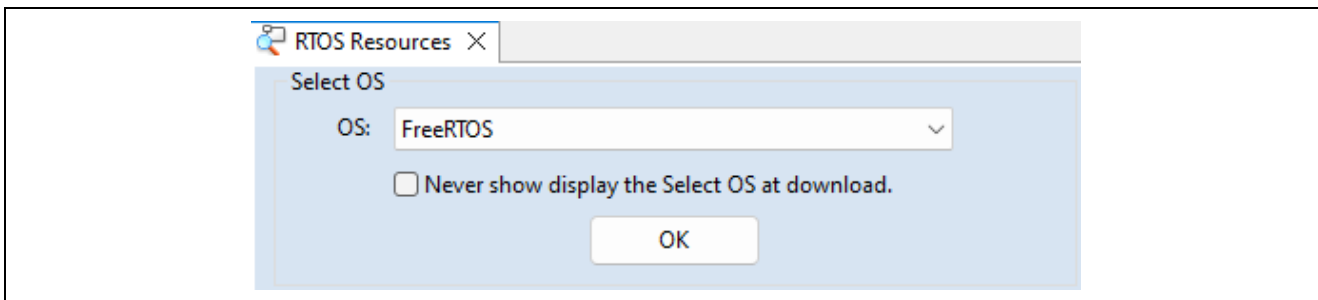 RTOS Resources
Select OS
OS: FreeRTOS
Never show display the Select OS at download.
OK